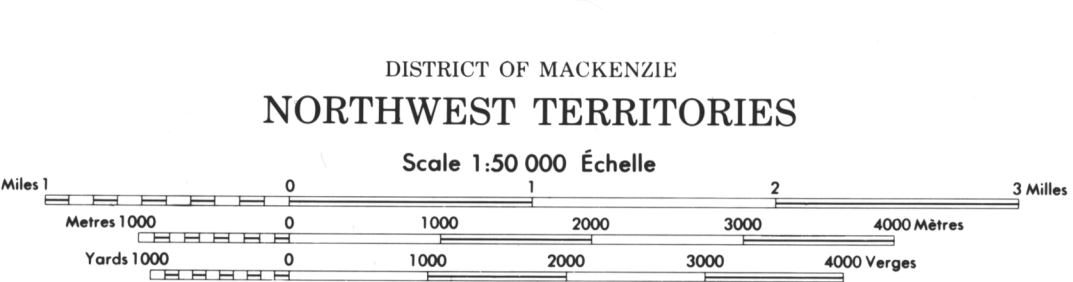 DISTRICT OF MACKENZIE
NORTHWEST TERRITORIES
Scale 1:50 000 Échelle
Miles 1 0 1 2 3 Milles
Metres 1000 0 1000 2000 3000 4000 Mètres
Yards 1000 0 1000 2000 3000 4000 Verges